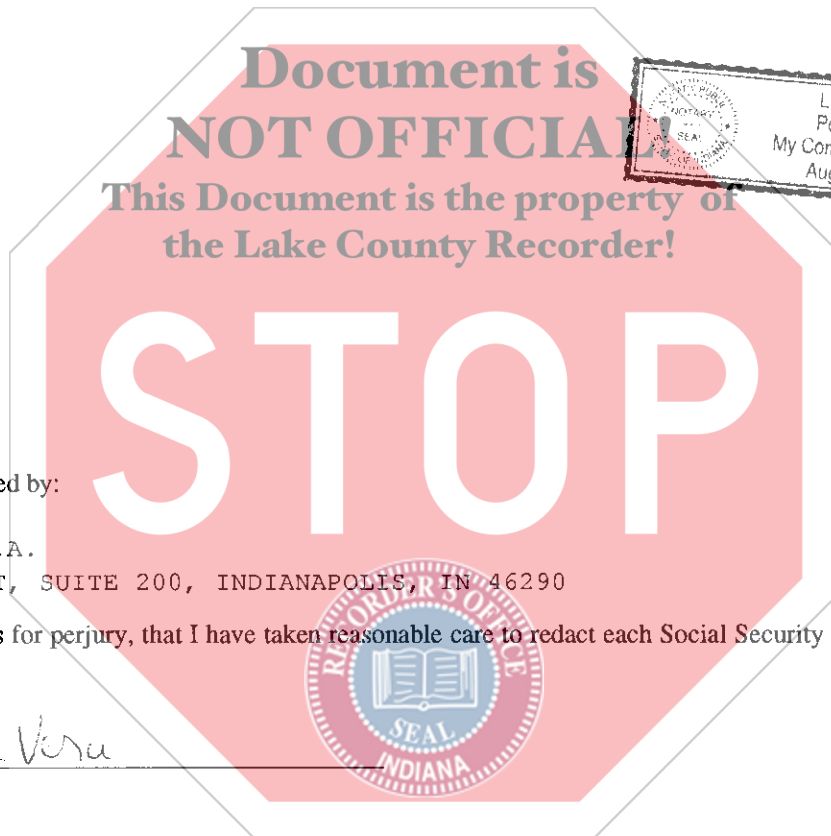 Document is
NOT OFFICIAL!
This Document is the property of
the Lake County Recorder!
NOTARY
SEAL
L
Po
My Com
Aug
STOP
ed by:
.A.
T, SUITE 200, INDIANAPOLIS, IN 46290
s for perjury, that I have taken reasonable care to redact each Social Security
RECORDER'S OFFICE
SEAL
INDIANA